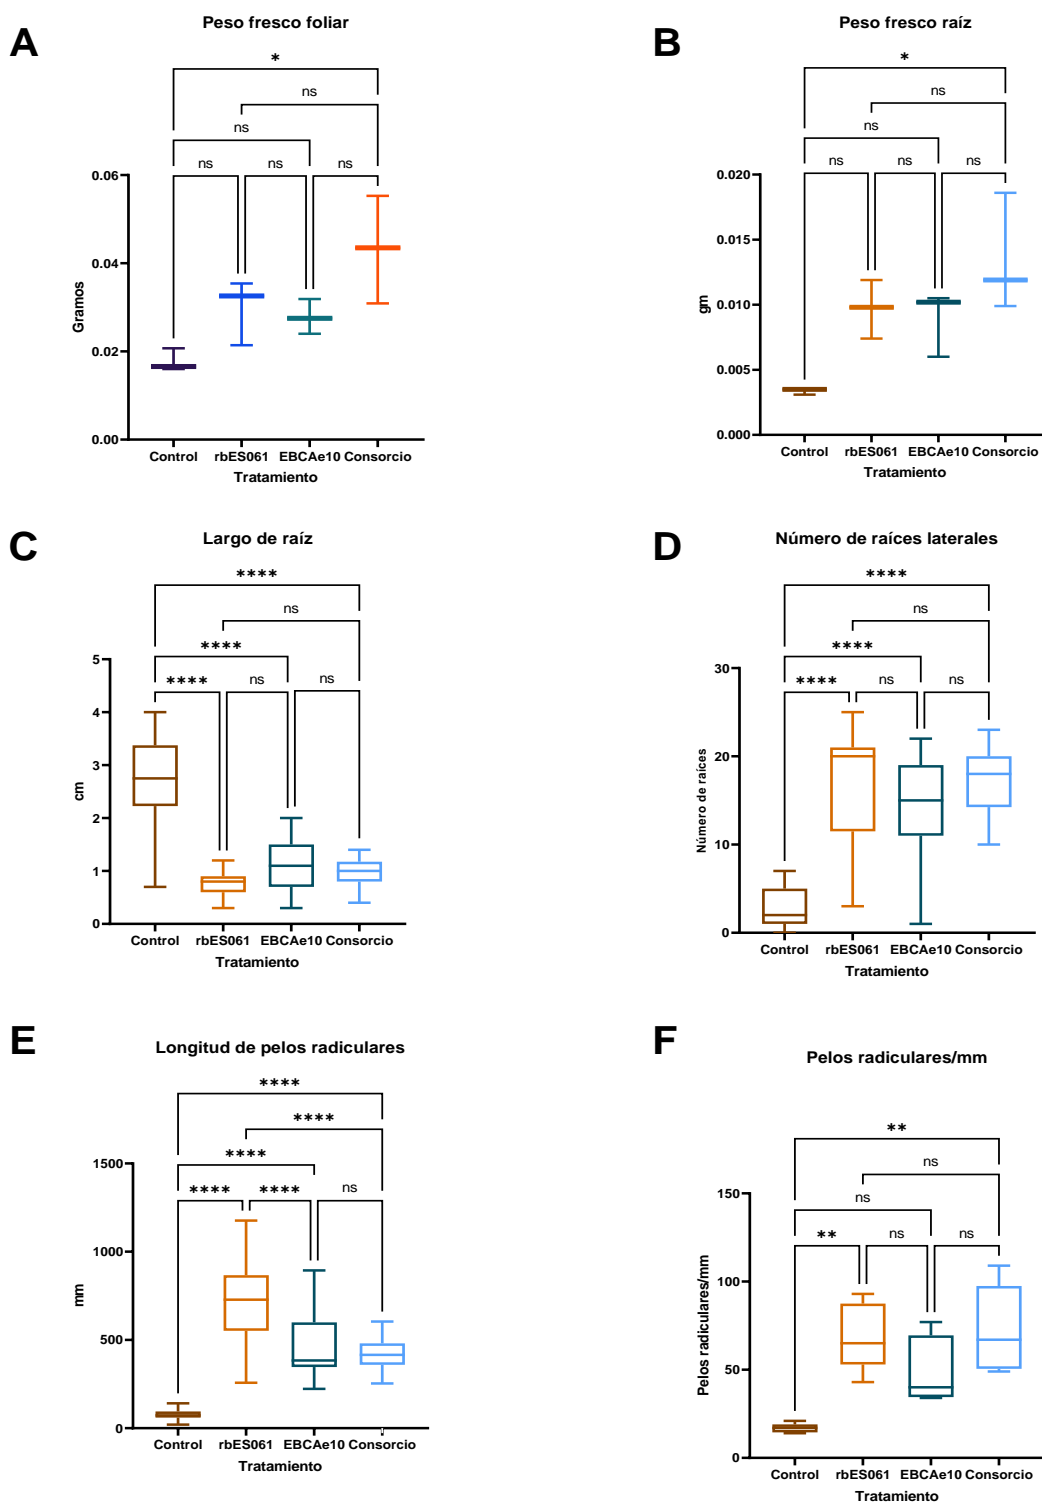 A
Peso fresco foliar
*
ns
ns
ns
ns
ns
0.06
0.04
0.02
0.00
Gramos
Control
rbES061
EBCAe10
Consorcio
Tratamiento
B
Peso fresco raíz
*
ns
ns
ns
ns
ns
0.020
0.015
0.010
0.005
0.000
gm
Control
rbES061
EBCAe10
Consorcio
Tratamiento
C
Largo de raíz
****
ns
****
****
ns
ns
5
4
3
2
1
0
cm
Control
rbES061
EBCAe10
Consorcio
Tratamiento
D
Número de raíces laterales
****
ns
****
****
ns
ns
30
20
10
0
Número de raíces
Control
rbES061
EBCAe10
Consorcio
Tratamiento
E
Longitud de pelos radiculares
****
****
****
****
****
ns
1500
1000
500
0
mm
Control
rbES061
EBCAe10
Consorcio
Tratamiento
F
Pelos radiculares/mm
**
ns
ns
**
ns
ns
150
100
50
0
Pelos radiculares/mm
Control
rbES061
EBCAe10
Consorcio
Tratamiento